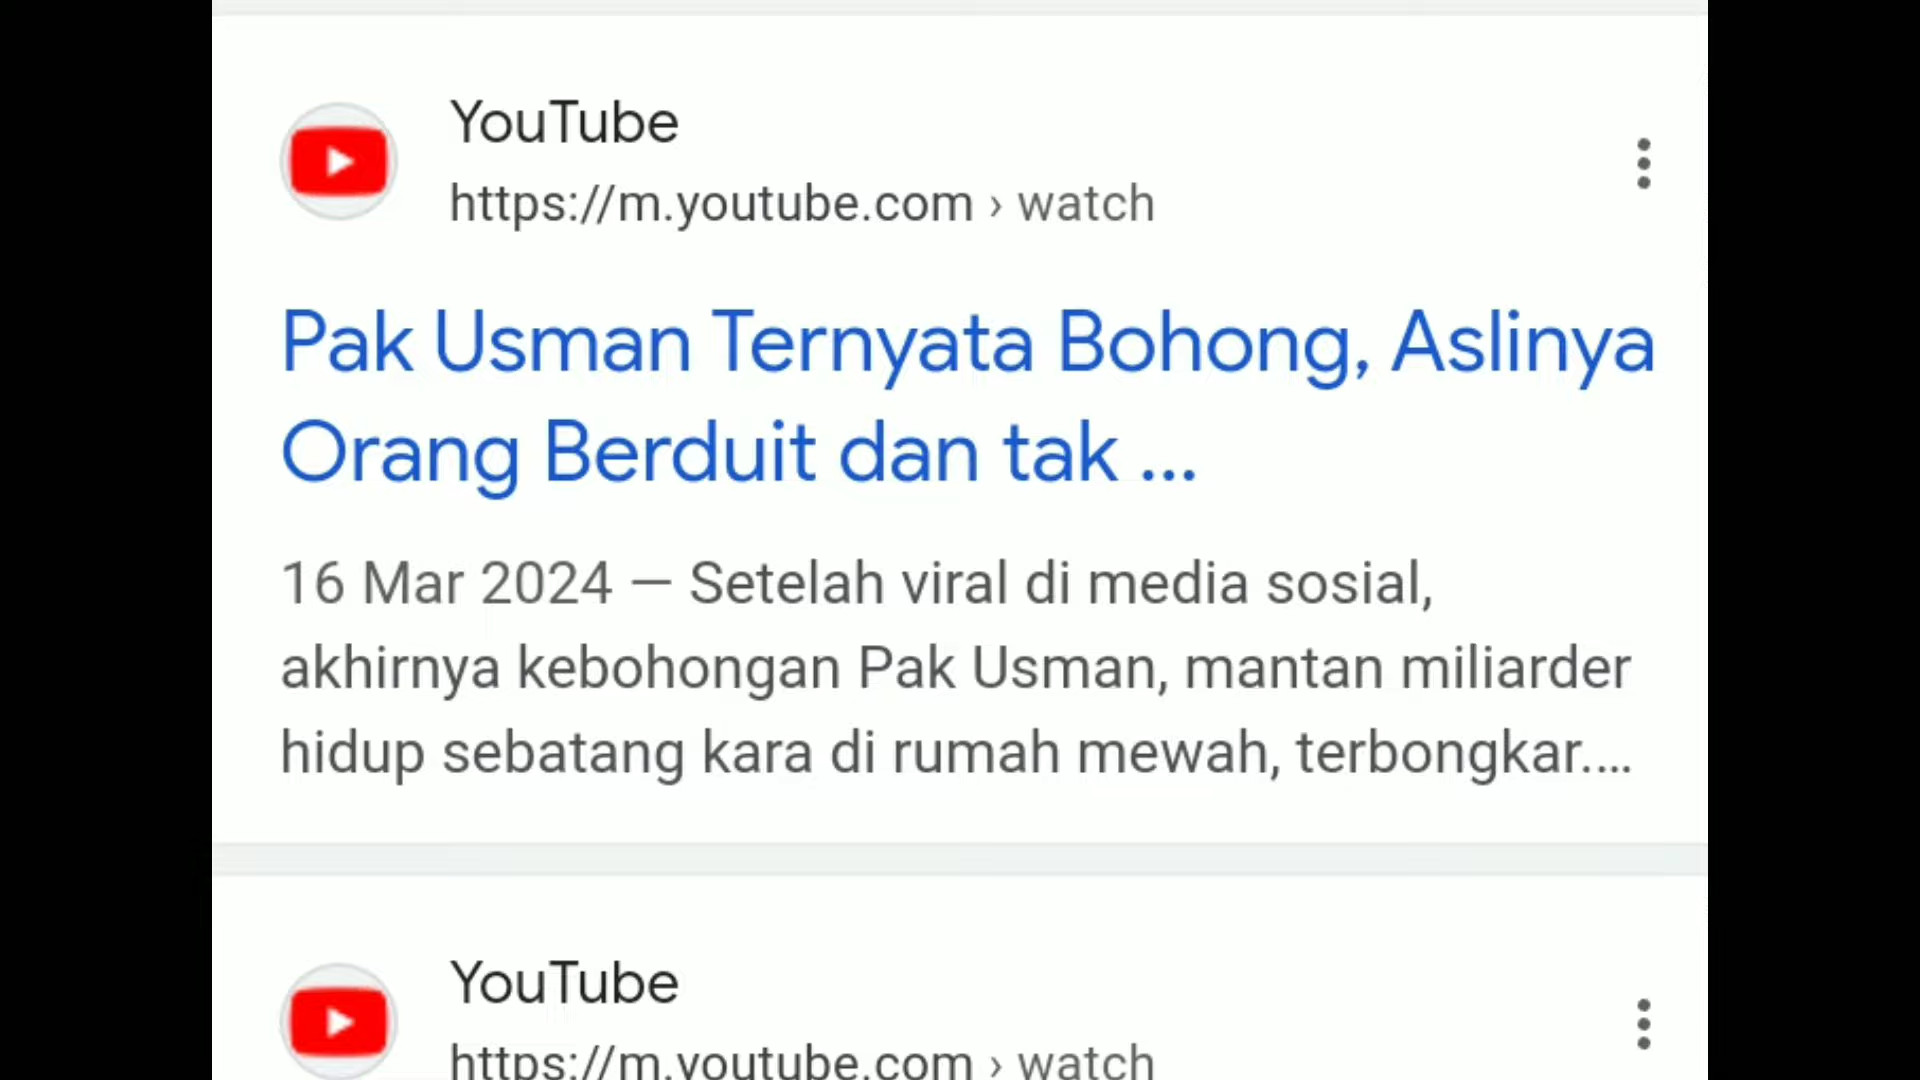 YouTube
https://m.youtube.com › watch
Pak Usman Ternyata Bohong, Aslinya
Orang Berduit dan tak ...
16 Mar 2024 — Setelah viral di media sosial,
akhirnya kebohongan Pak Usman, mantan miliarder
hidup sebatang kara di rumah mewah, terbongkar....
YouTube
https://m.youtube.com › watch